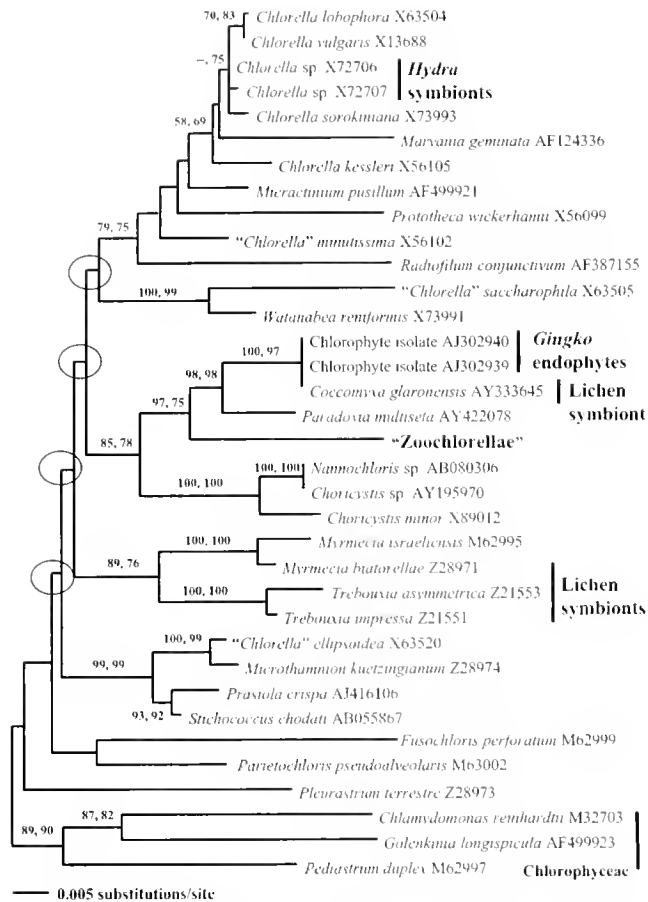 70, 83
Chlorella lobophora X63504
Chlorella vulgaris X13688
–, 75
Chlorella sp X72706
Chlorella sp X72707
Hydra
symbionts
Chlorella sorokiniana X73993
58, 69
Marvania geminata AF124336
Chlorella kessleri X56105
Micractinium pusillum AF499921
Prototheca wickerhamii X56099
79, 75
"Chlorella" minutissima X56102
Radiofilum conjunctivum AF387155
100, 99
"Chlorella" saccharophila X63505
Watanabea reniformis X73991
100, 97
Chlorophyte isolate AJ302940
Chlorophyte isolate AJ302939
Gingko
endophytes
98, 98
Coccomyxa glaronensis AY333645
Lichen
symbiont
97, 75
Paradoxia multiseta AY422078
"Zoochlorellae"
85, 78
100, 100
Nannochloris sp AB080306
100, 100
Choricystis sp AY195970
Choricystis minor X89012
100, 100
Myrmecia israeliensis M62995
89, 76
Myrmecia biatorellae Z28971
100, 100
Trebouxia asymmetrica Z21553
Trebouxia impressa Z21551
Lichen
symbionts
100, 99
"Chlorella" ellipsoidea X63520
99, 99
Microthamnion kuetzingianum Z28974
Prasiola crispa AJ416106
93, 92
Stichococcus chodati AB055867
Fusochloris perforatum M62999
Parietochloris pseudoalveolaris M63002
Pleurastrum terrestre Z28973
87, 82
Chlamydomonas reinhardtii M32703
89, 90
Golenkinia longispicula AF499923
Pediastrum duplex M62997
Chlorophyceae
0.005 substitutions/site